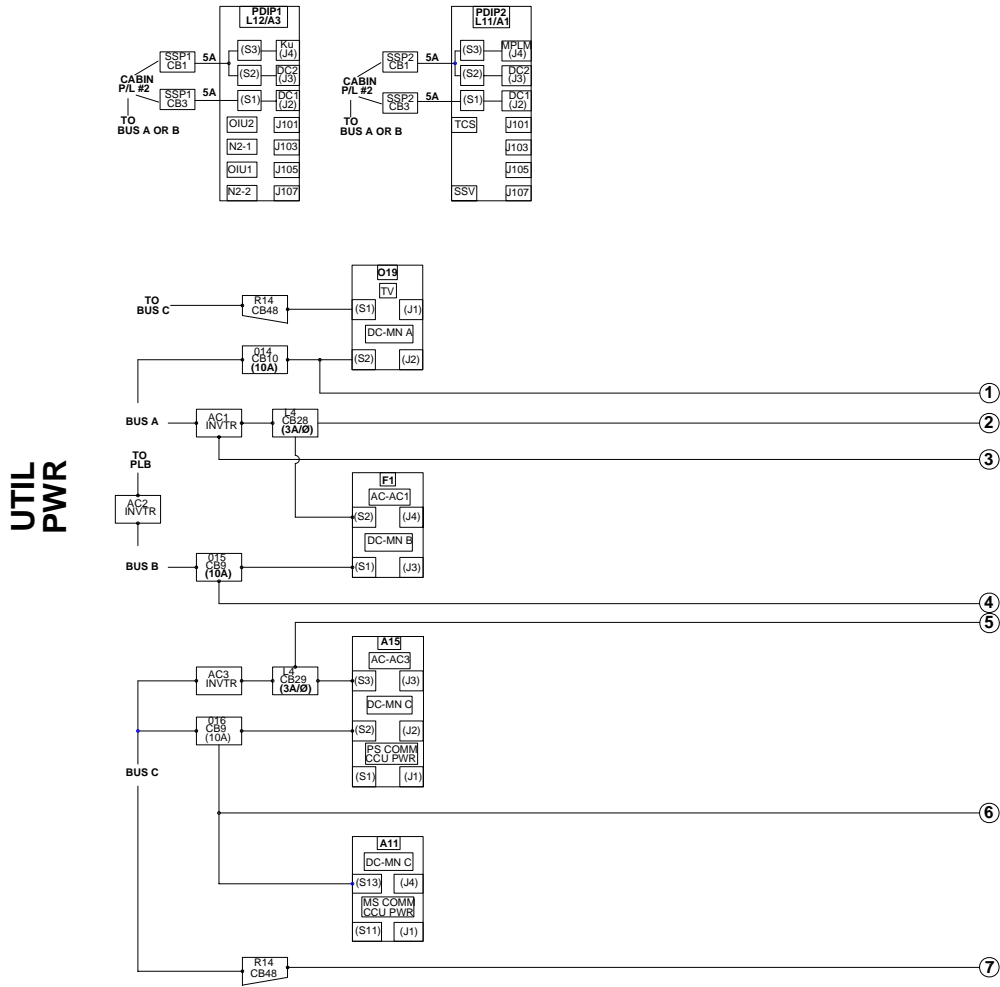 PDIP1
L12/A3
SSP1
CB1
5A
(S3)
Ku
(J4)
(S2)
DC2
(J3)
CABIN
P/L #2
SSP1
CB3
5A
(S1)
DC1
(J2)
TO
BUS A OR B
OIU2
J101
N2-1
J103
OIU1
J105
N2-2
J107
PDIP2
L11/A1
SSP2
CB1
5A
(S3)
MPLM
(J4)
(S2)
DC2
(J3)
CABIN
P/L #2
SSP2
CB3
5A
(S1)
DC1
(J2)
TO
BUS A OR B
TCS
J101
J103
J105
SSV
J107
UTIL
PWR
O19
TV
TO
BUS C
R14
CB48
(S1)
(J1)
DC-MN A
014
CB10
(10A)
(S2)
(J2)
1
BUS A
AC1
INVTR
L4
CB28
(3A/Ø)
2
3
TO
PLB
AC2
INVTR
F1
AC-AC1
(S2)
(J4)
DC-MN B
BUS B
015
CB9
(10A)
(S1)
(J3)
4
5
A15
AC-AC3
AC3
INVTR
L4
CB29
(3A/Ø)
(S3)
(J3)
DC-MN C
016
CB9
(10A)
(S2)
(J2)
PS COMM
CCU PWR
BUS C
(S1)
(J1)
6
A11
DC-MN C
(S13)
(J4)
MS COMM
CCU PWR
(S11)
(J1)
R14
CB48
7